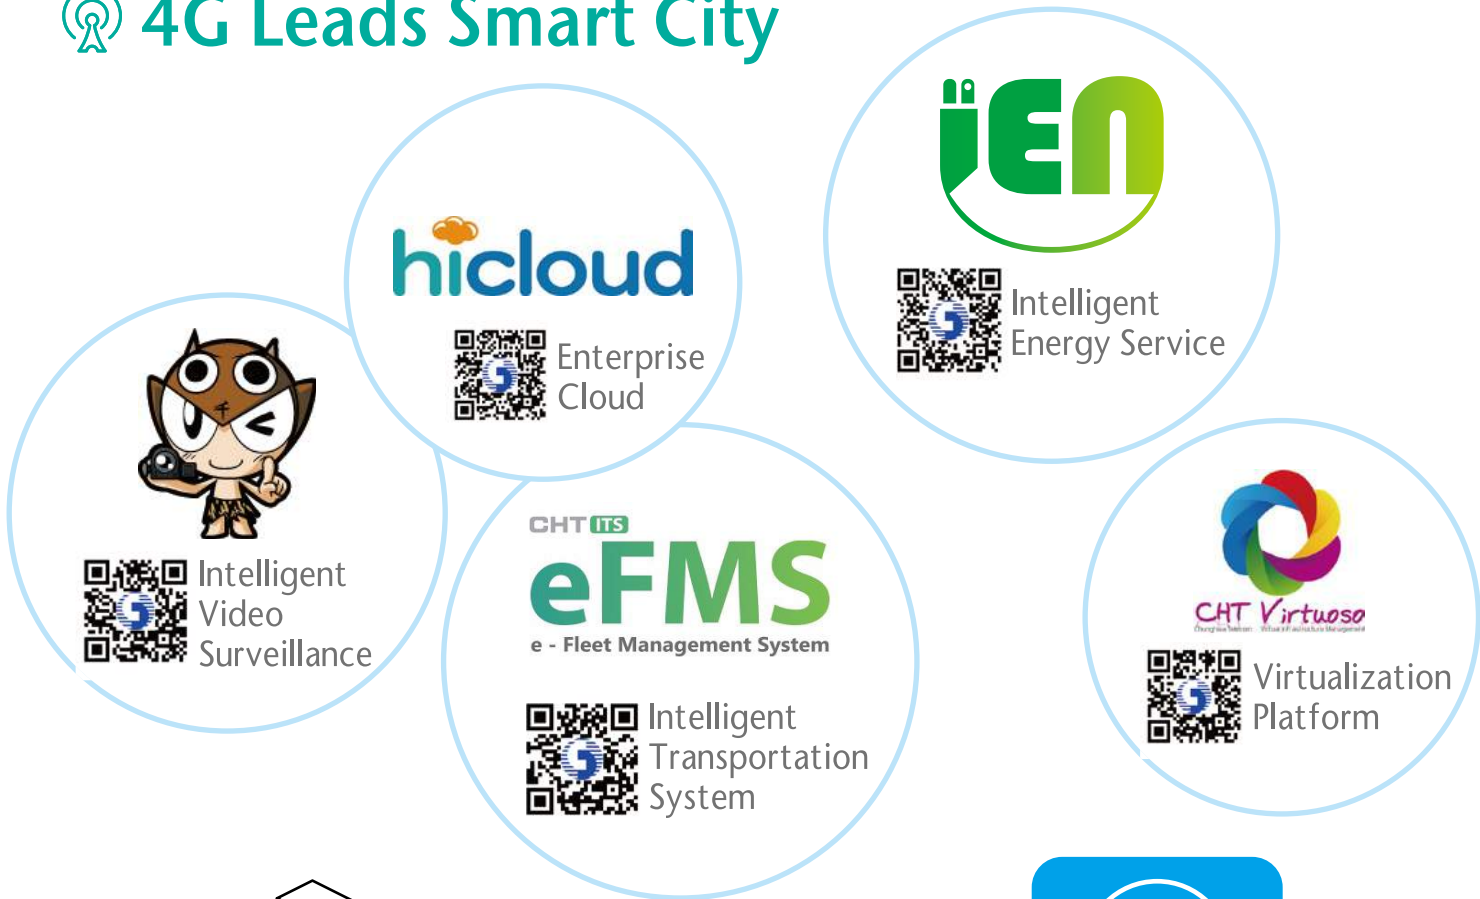 4G Leads Smart City
iEN
Intelligent
Energy Service
hicloud
Enterprise
Cloud
千
Intelligent
Video
Surveillance
CHT ITS
eFMS
e - Fleet Management System
Intelligent
Transportation
System
CHT Virtuoso
Virtualization
Platform